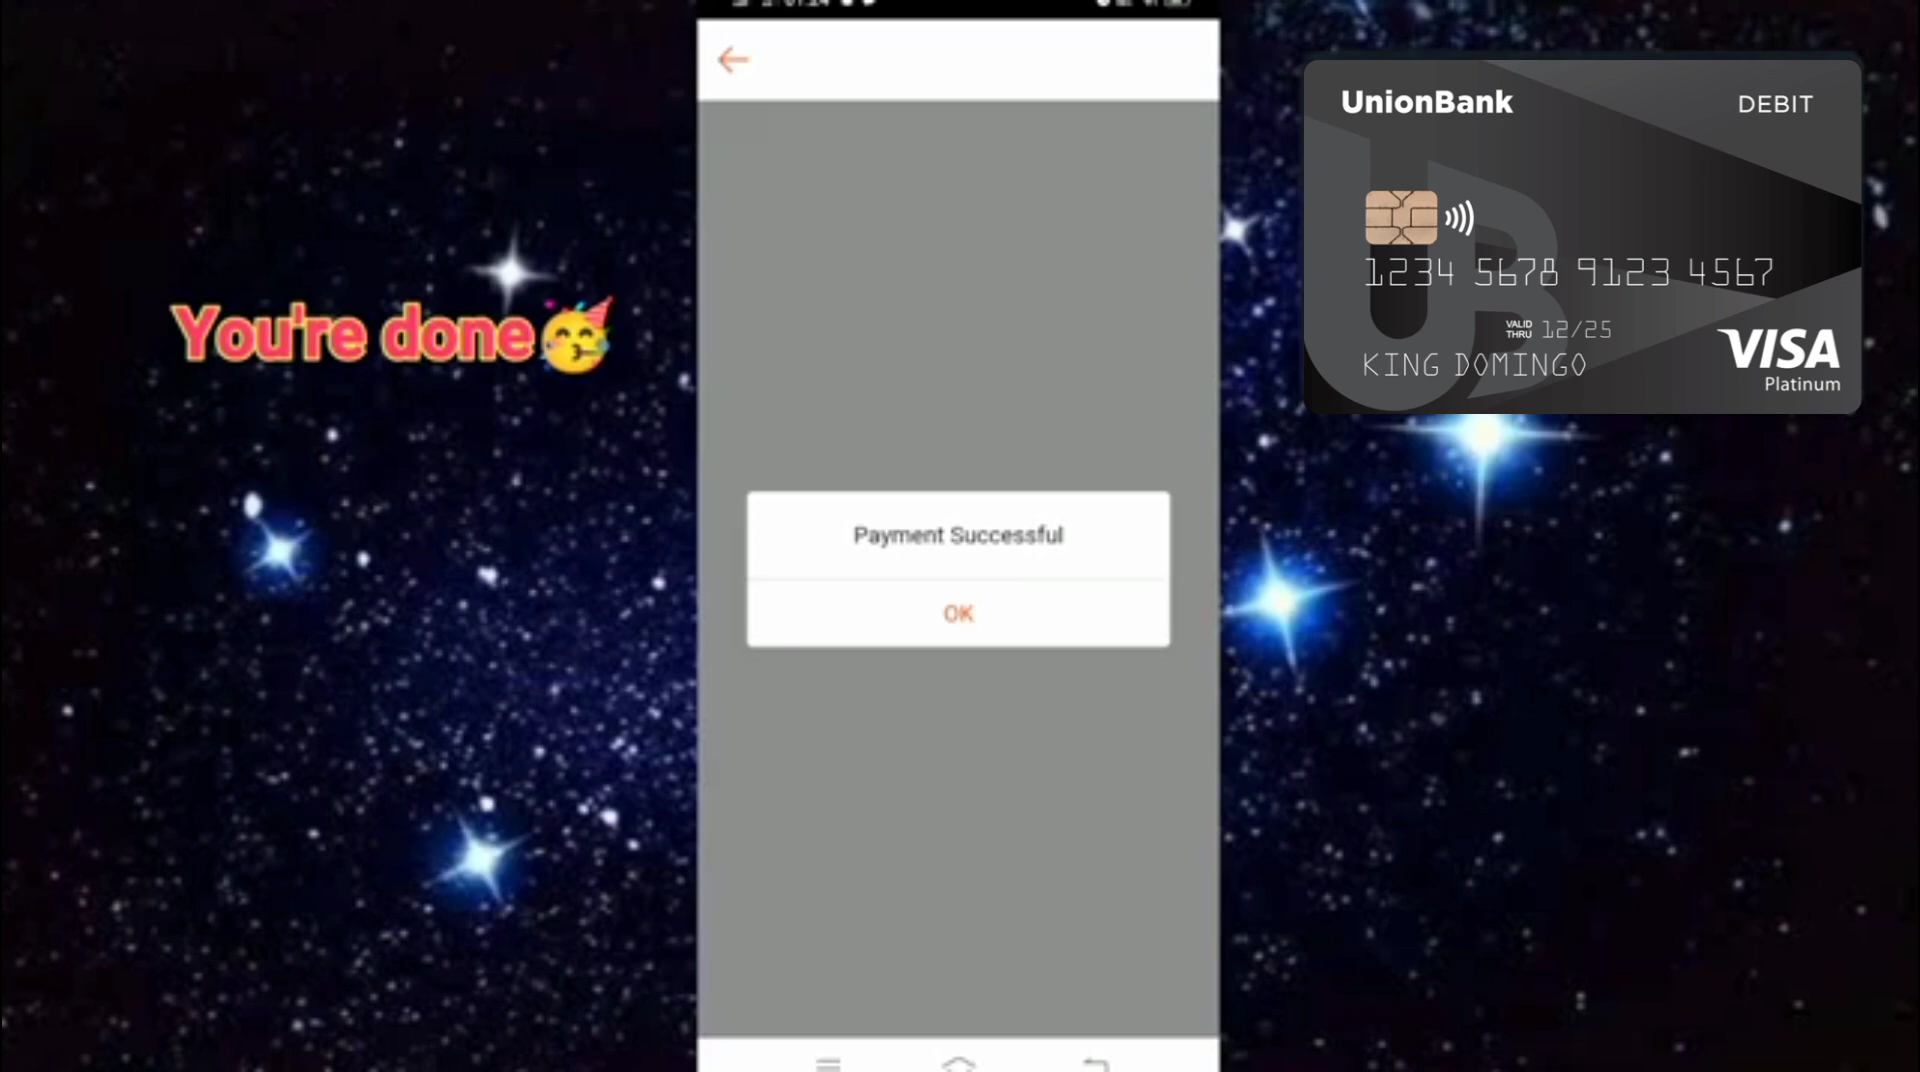 You're done🥳
Payment Successful
OK
UnionBank
DEBIT
1234 5678 9123 4567
VALID THRU 12/25
KING DOMINGO
VISA
Platinum